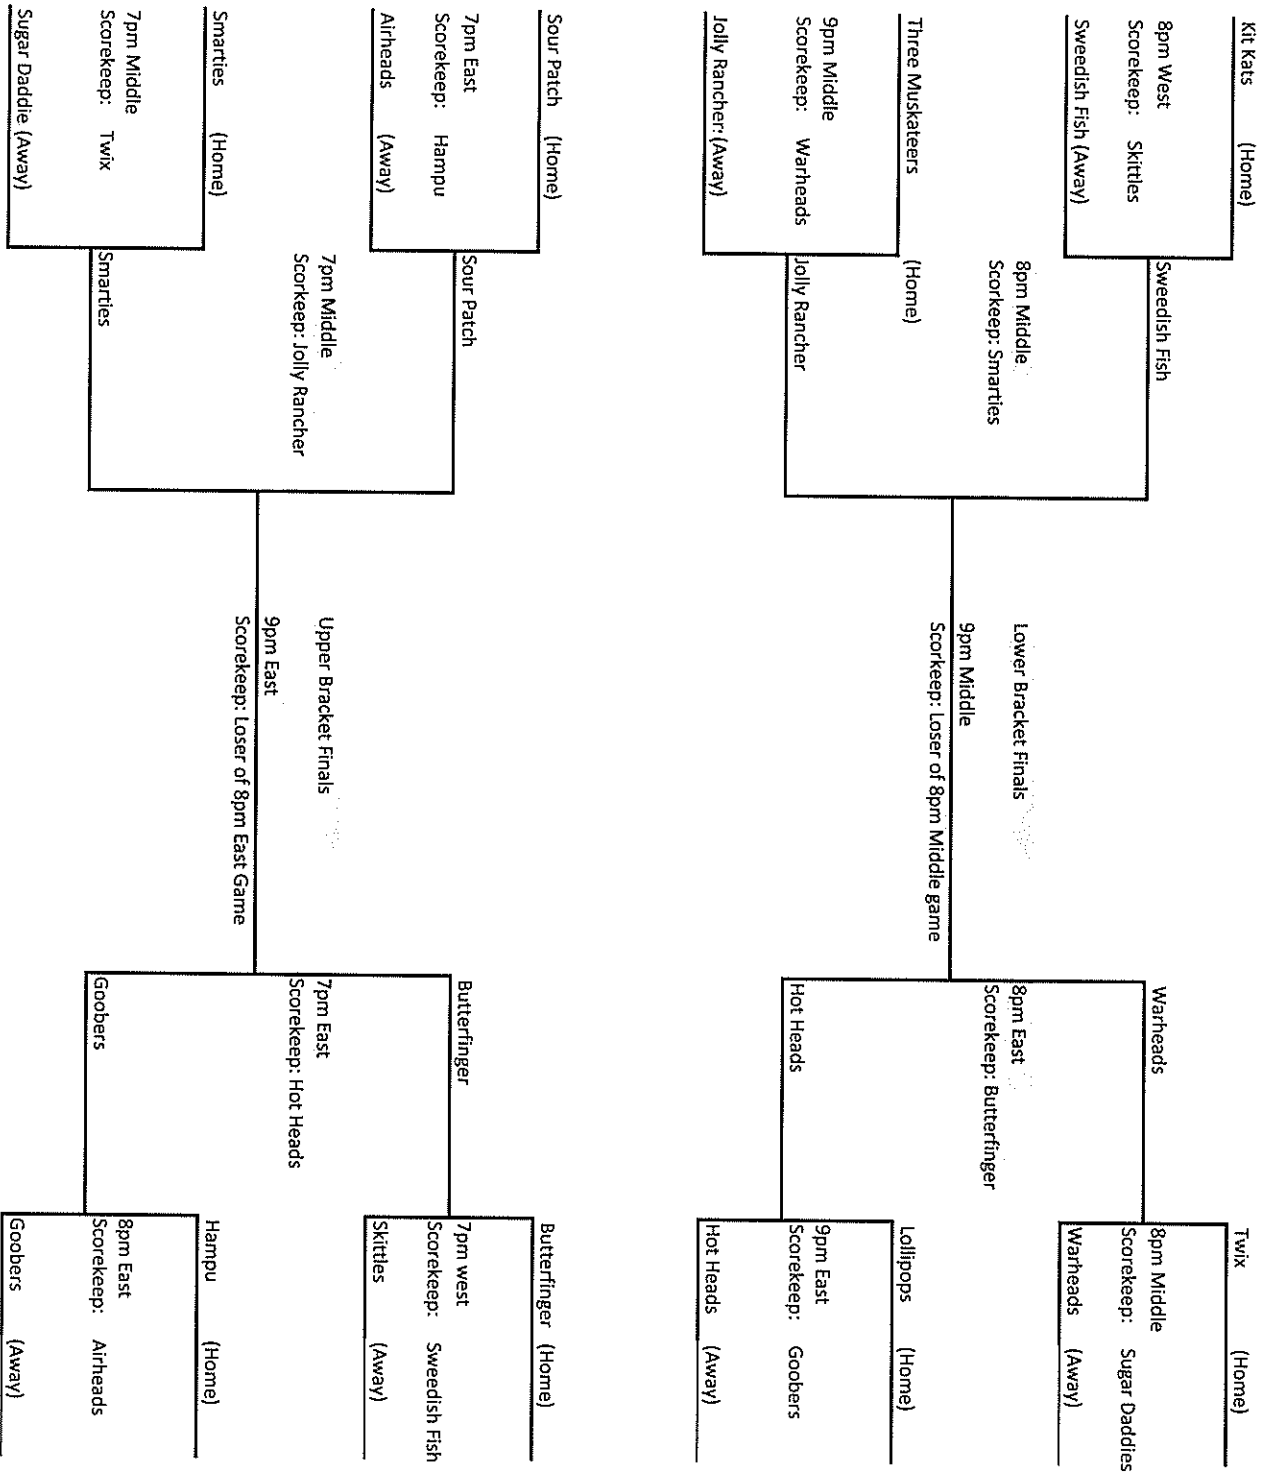 Kit Kats (Home)
8pm West
Scorekeep: Skittles
Swedish Fish (Away)
Sweedish Fish
8pm Middle
Scorkeep: Smarties
Three Muskateers (Home)
9pm Middle
Scorekeep: Warheads
Jolly Rancher: (Away)
Jolly Rancher
Lower Bracket Finals
9pm Middle
Scorkeep: Loser of 8pm Middle game
Warheads
8pm East
Scorekeep: Butterfinger
Hot Heads
Twix (Home)
8pm Middle
Scorekeep: Sugar Daddies
Warheads (Away)
Lollipops (Home)
9pm East
Scorekeep: Goobers
Hot Heads (Away)
Sour Patch (Home)
7pm East
Scorekeep: Hampu
Airheads (Away)
Sour Patch
7pm Middle
Scorkeep: Jolly Rancher
Smarties (Home)
7pm Middle
Scorekeep: Twix
Sugar Daddie (Away)
Smarties
Upper Bracket Finals
9pm East
Scorekeep: Loser of 8pm East Game
Butterfinger
7pm East
Scorekeep: Hot Heads
Goobers
Butterfinger (Home)
7pm west
Scorekeep: Sweedish Fish
Skittles (Away)
Hampu (Home)
8pm East
Scorekeep: Airheads
Goobers (Away)